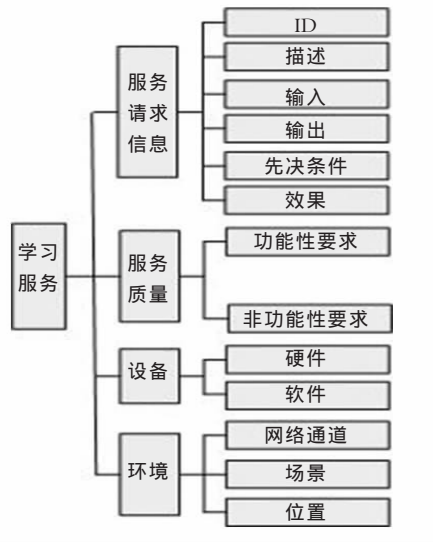 学习
服务
服务
请求
信息
ID
描述
输入
输出
先决条件
效果
服务
质量
功能性要求
非功能性要求
设备
硬件
软件
环境
网络通道
场景
位置